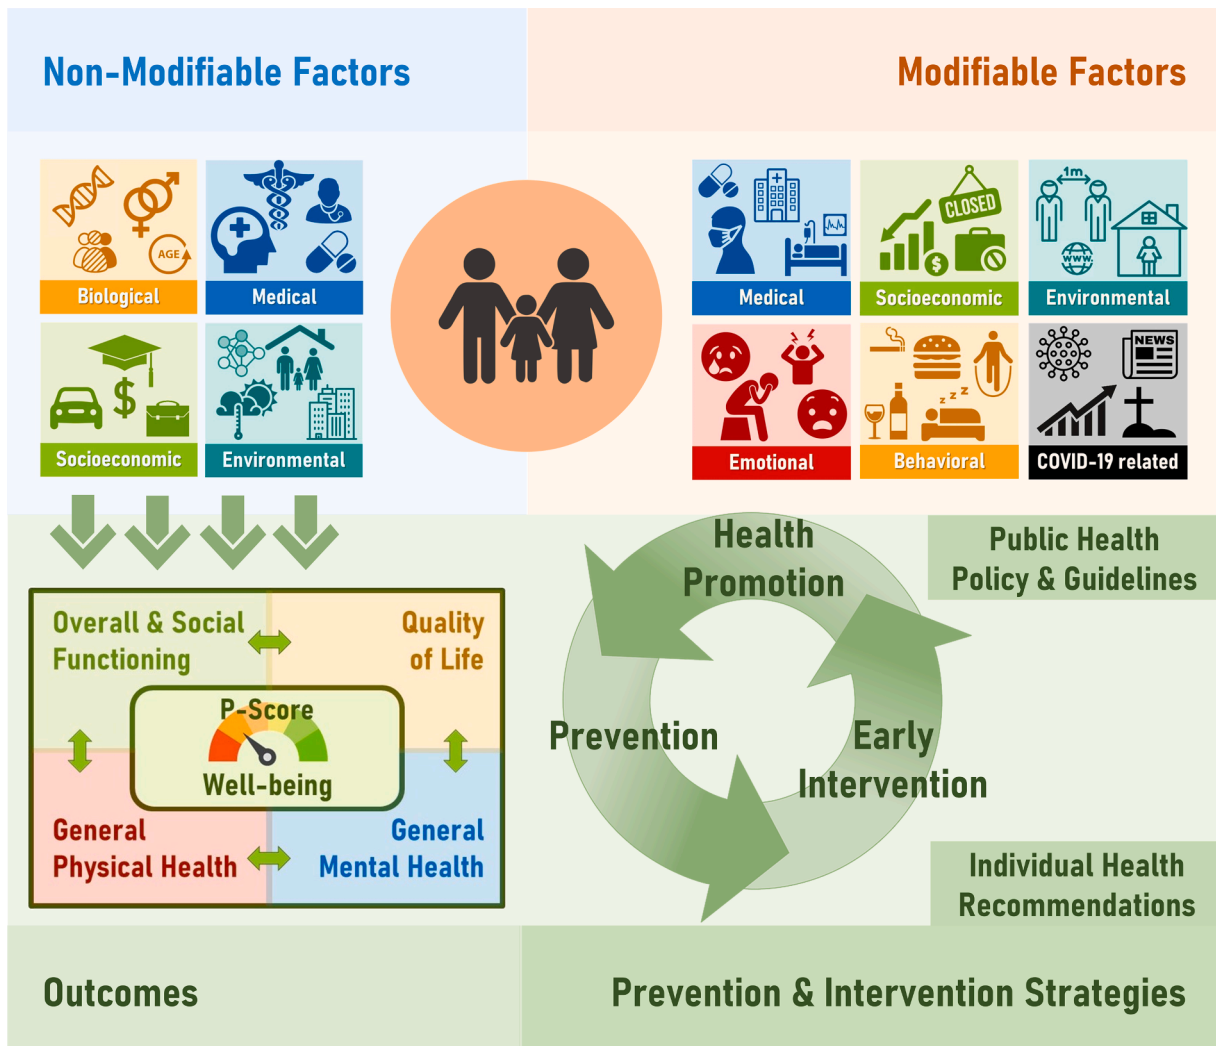 Non-Modifiable Factors
Modifiable Factors
AGE
Biological
Medical
Socioeconomic
Environmental
CLOSED
$
1m
www.
Medical
Socioeconomic
Environmental
NEWS
z z z
Emotional
Behavioral
COVID-19 related
$
Overall & Social
Functioning
Quality
of Life
P-Score
Well-being
General
Physical Health
General
Mental Health
Health
Promotion
Prevention
Early
Intervention
Public Health
Policy & Guidelines
Individual Health
Recommendations
Outcomes
Prevention & Intervention Strategies